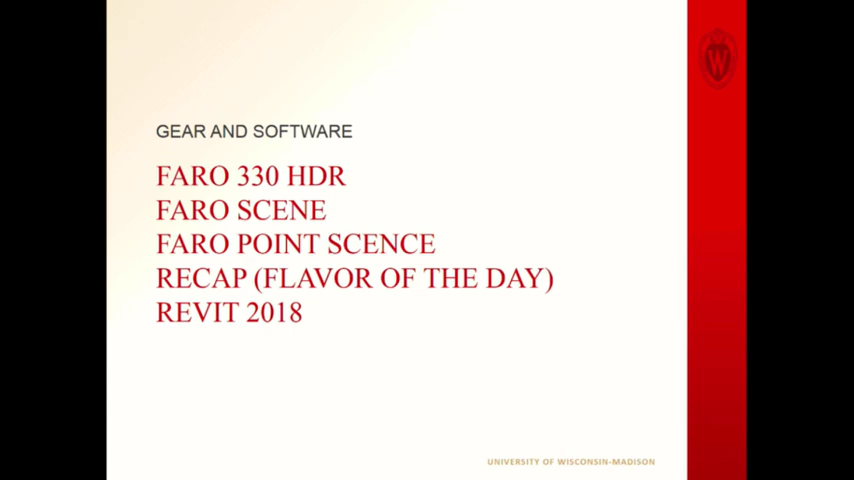 GEAR AND SOFTWARE
FARO 330 HDR
FARO SCENE
FARO POINT SCENCE
RECAP (FLAVOR OF THE DAY)
REVIT 2018
W
UNIVERSITY OF WISCONSIN-MADISON